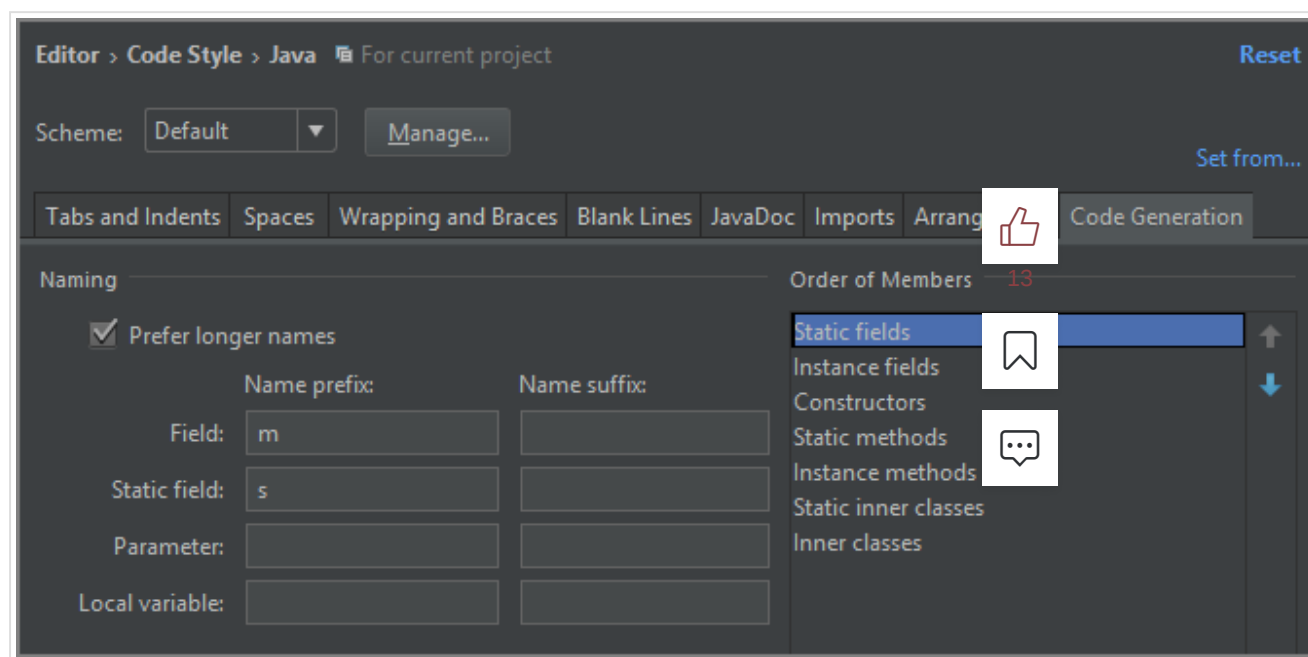 Editor › Code Style › Java For current project Reset
Scheme: Default Manage...
Set from...
Tabs and Indents Spaces Wrapping and Braces Blank Lines JavaDoc Imports Arrang Code Generation
Naming
Prefer longer names
Name prefix: Name suffix:
Field: m
Static field: s
Parameter:
Local variable:
Order of Members
13
Static fields
Instance fields
Constructors
Static methods
Instance methods
Static inner classes
Inner classes